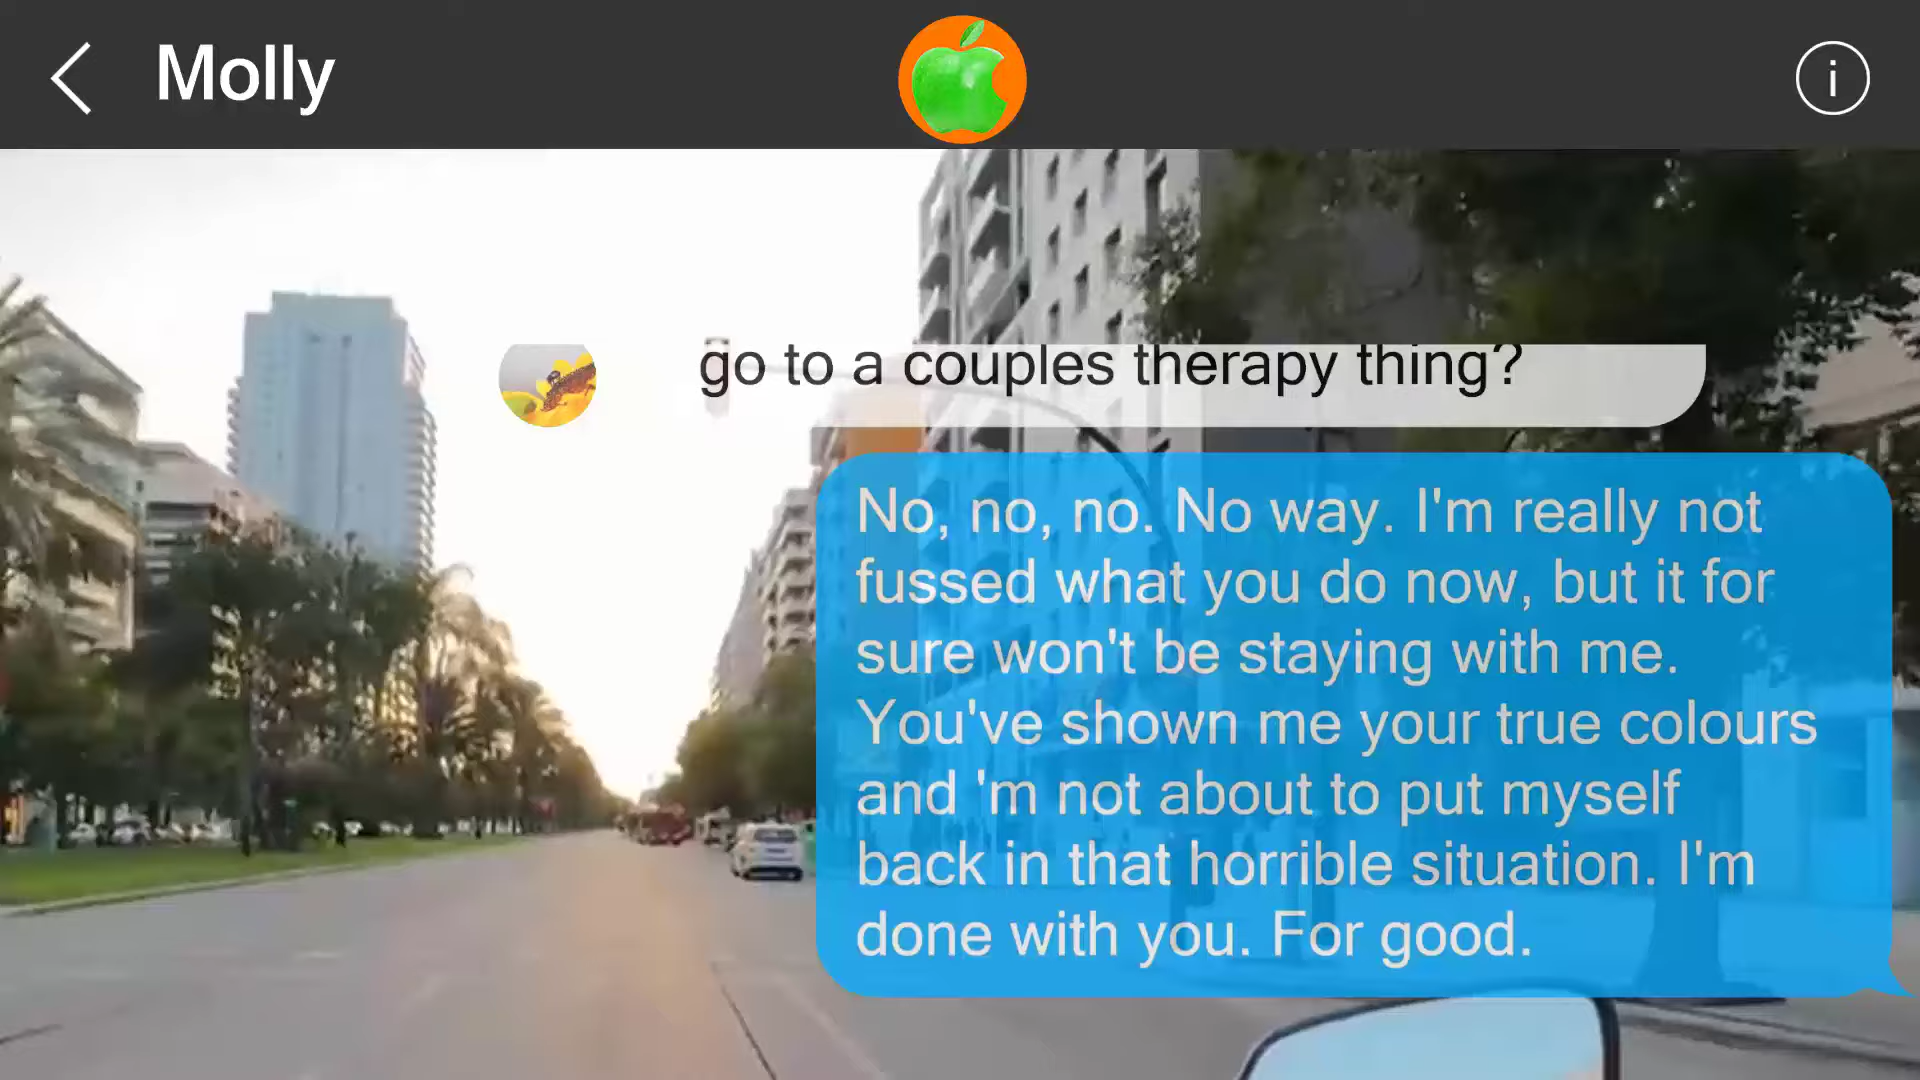 Molly
i
go to a couples therapy thing?
No, no, no. No way. I'm really not
fussed what you do now, but it for
sure won't be staying with me.
You've shown me your true colours
and 'm not about to put myself
back in that horrible situation. I'm
done with you. For good.